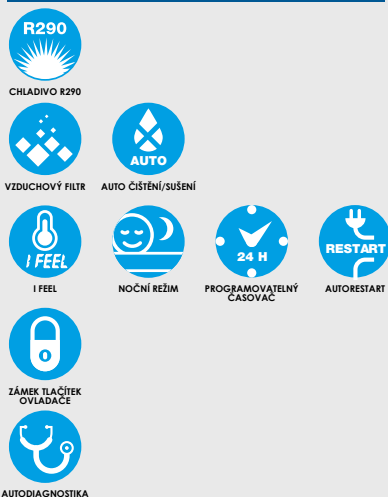 R290
CHLADIVO R290
AUTO
VZDUCHOVÝ FILTR
AUTO ČIŠTĚNÍ/SUŠENÍ
I FEEL
24 H
RESTART
I FEEL
NOČNÍ REŽIM
PROGRAMOVATELNÝ
ČASOVAČ
AUTORESTART
0
ZÁMEK TLAČÍTEK
OVLADAČE
AUTODIAGNOSTIKA